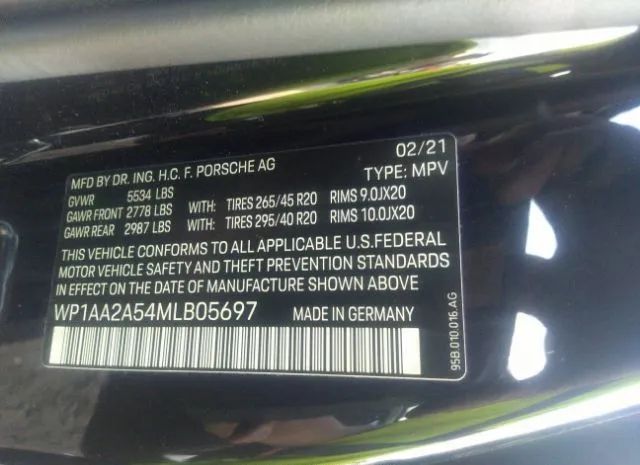 MFD BY DR. ING. H.C. F. PORSCHE AG 02/21
GVWR 5534 LBS TYPE: MPV
GAWR FRONT 2778 LBS WITH: TIRES 265/45 R20 RIMS 9.0JX20
GAWR REAR 2987 LBS WITH: TIRES 295/40 R20 RIMS 10.0JX20
THIS VEHICLE CONFORMS TO ALL APPLICABLE U.S.FEDERAL
MOTOR VEHICLE SAFETY AND THEFT PREVENTION STANDARDS
IN EFFECT ON THE DATE OF MANUFACTURE SHOWN ABOVE
WP1AA2A54MLB05697 MADE IN GERMANY
95B.010.016.AG